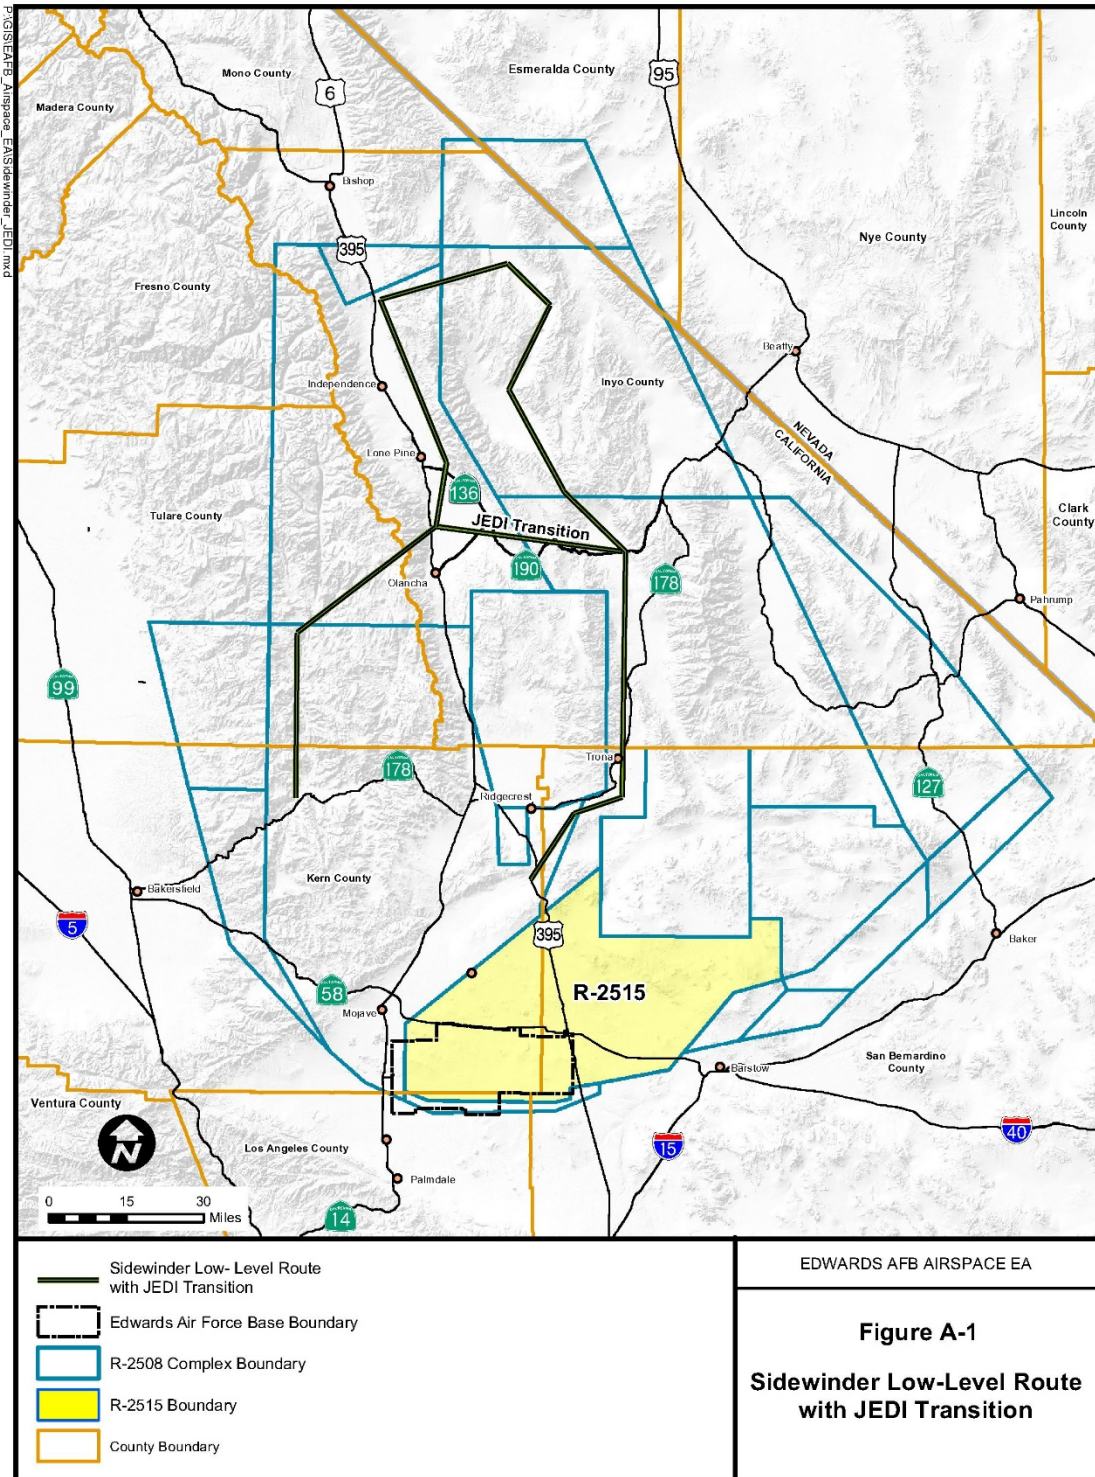 P:\GIS\EAFB_Airspace_EA\Sidewinder_JEDI.mxd
Mono County
6
Esmeralda County
95
Madera County
Bishop
Lincoln
County
395
Nye County
Fresno County
Beatty
Independence
Inyo County
NEVADA
CALIFORNIA
Lone Pine
136
Tulare County
JEDI Transition
Clark
County
190
Olancha
178
Pahrump
99
Trona
178
127
Ridgecrest
Kern County
Bakersfield
5
395
Baker
R-2515
58
Mojave
San Bernardino
County
Barstow
Ventura County
N
Los Angeles County
15
40
Palmdale
0 15 30
Miles
14
Sidewinder Low- Level Route
with JEDI Transition
Edwards Air Force Base Boundary
R-2508 Complex Boundary
R-2515 Boundary
County Boundary
EDWARDS AFB AIRSPACE EA
Figure A-1
Sidewinder Low-Level Route
with JEDI Transition